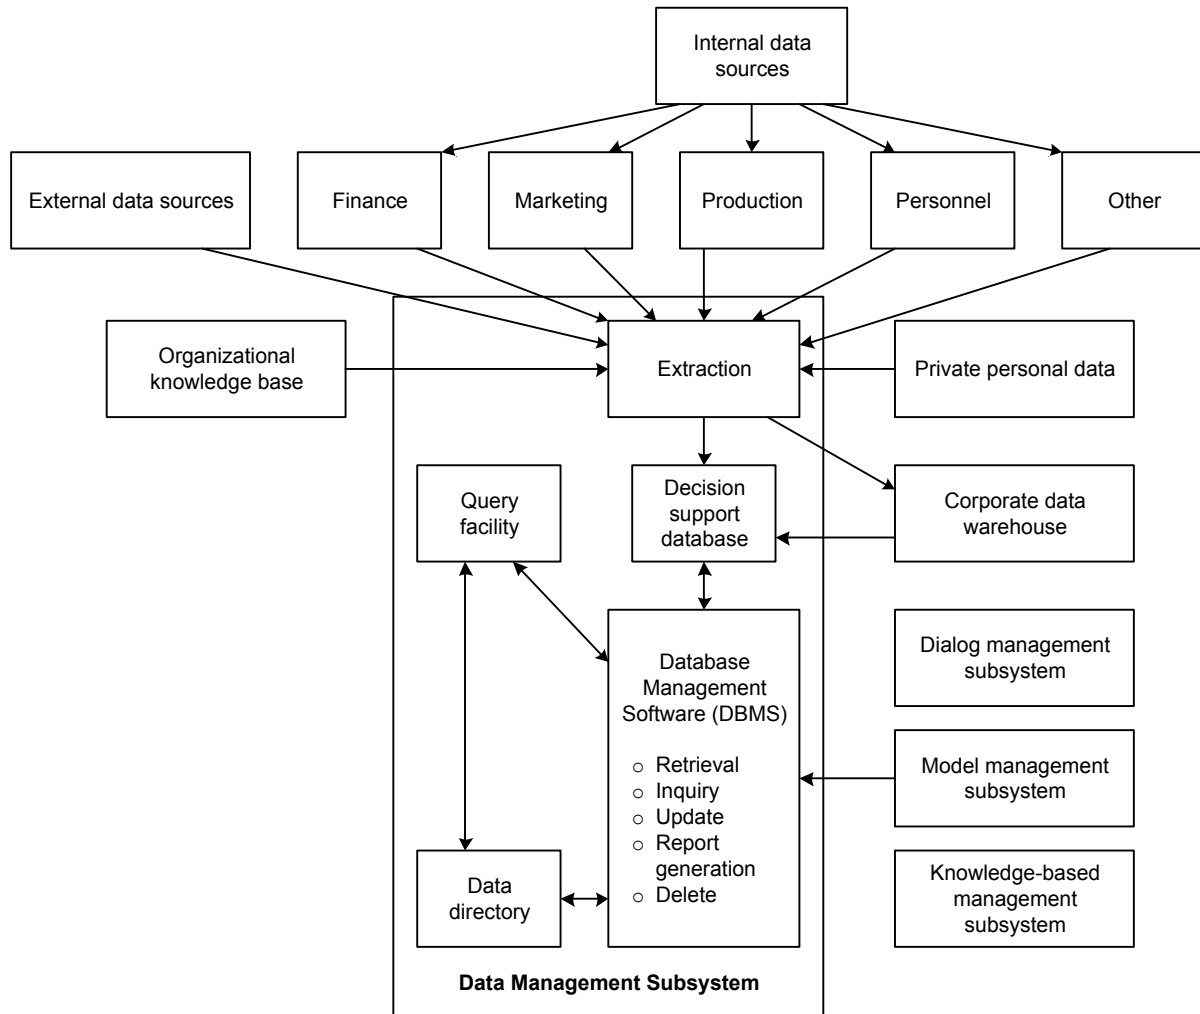 Internal data
sources
External data sources
Finance
Marketing
Production
Personnel
Other
Organizational
knowledge base
Extraction
Private personal data
Query
facility
Decision
support
database
Corporate data
warehouse
Database
Management
Software (DBMS)
○ Retrieval
○ Inquiry
○ Update
○ Report
generation
○ Delete
Dialog management
subsystem
Model management
subsystem
Data
directory
Knowledge-based
management
subsystem
Data Management Subsystem